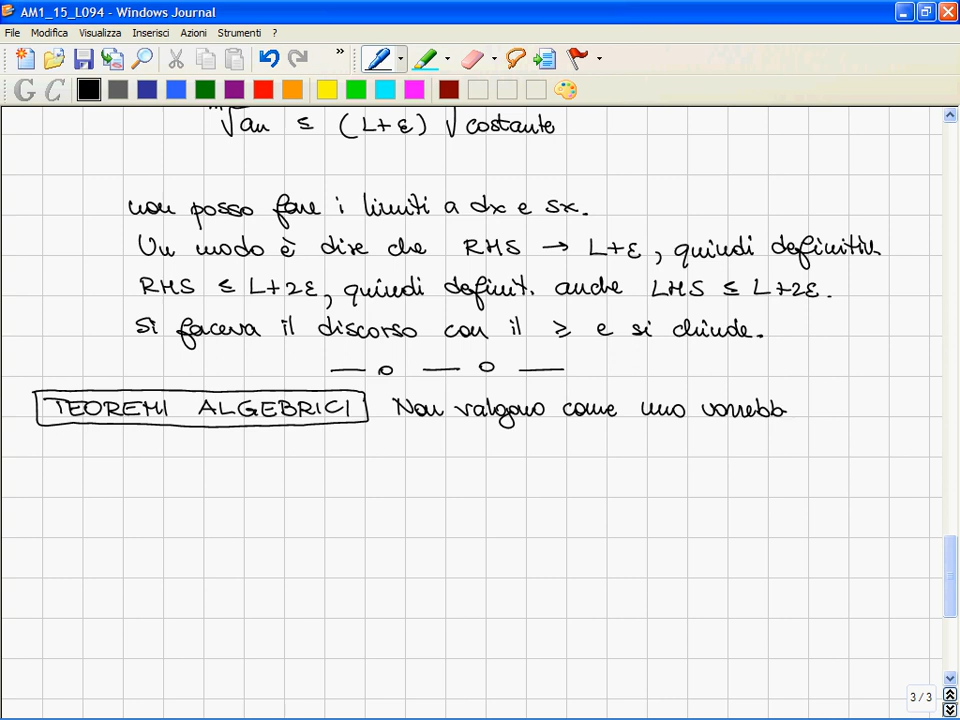 AM1_15_L094 - Windows Journal
File Modifica Visualizza Inserisci Azioni Strumenti ?
ⁿ√an ≤ (L+ε) √costante
non posso fare i limiti a dx e sx.
Un modo è dire che RHS → L+ε, quindi definitiv.
RHS ≤ L+2ε, quindi definit. anche LHS ≤ L+2ε.
Si faceva il discorso con il ≥ e si chiude.
— o — o —
TEOREMI ALGEBRICI Non valgono come uno vorrebb
3 / 3